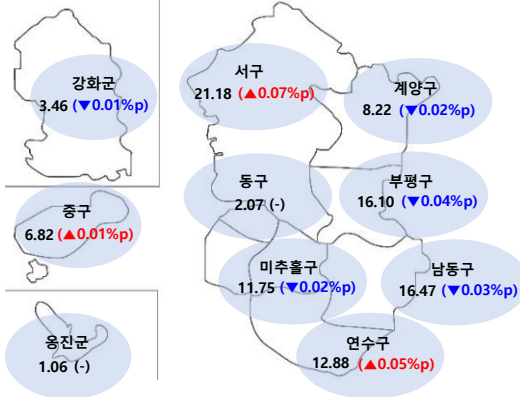 강화군
3.46 (▼0.01%p)
서구
21.18 (▲0.07%p)
계양구
8.22 (▼0.02%p)
중구
6.82 (▲0.01%p)
동구
2.07 (-)
부평구
16.10 (▼0.04%p)
미추홀구
11.75 (▼0.02%p)
남동구
16.47 (▼0.03%p)
옹진군
1.06 (-)
연수구
12.88 (▲0.05%p)